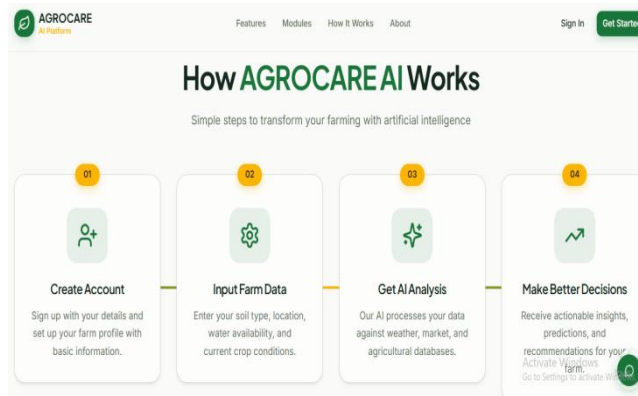 AGROCARE
AI Platform
Features Modules How It Works About
Sign In
Get Starte
How AGROCARE AI Works
Simple steps to transform your farming with artificial intelligence
01
Create Account
Sign up with your details and
set up your farm profile with
basic information.
02
Input Farm Data
Enter your soil type, location,
water availability, and
current crop conditions.
03
Get AI Analysis
Our AI processes your data
against weather, market, and
agricultural databases.
04
Make Better Decisions
Receive actionable insights,
predictions, and
recommendations for your
farm.
Activate Windows
Go to Settings to activate